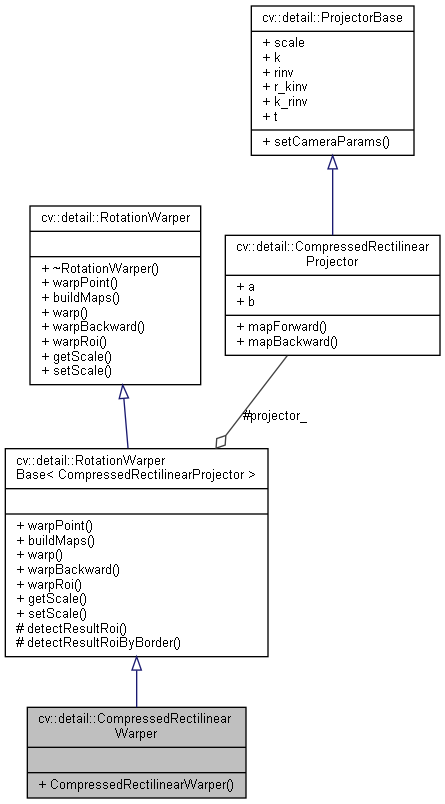 cv::detail::ProjectorBase
+ scale
+ k
+ rinv
+ r_kinv
+ k_rinv
+ t
+ setCameraParams()
cv::detail::RotationWarper
+ ~RotationWarper()
+ warpPoint()
+ buildMaps()
+ warp()
+ warpBackward()
+ warpRoi()
+ getScale()
+ setScale()
cv::detail::CompressedRectilinear
Projector
+ a
+ b
+ mapForward()
+ mapBackward()
#projector_
cv::detail::RotationWarper
Base< CompressedRectilinearProjector >
+ warpPoint()
+ buildMaps()
+ warp()
+ warpBackward()
+ warpRoi()
+ getScale()
+ setScale()
# detectResultRoi()
# detectResultRoiByBorder()
cv::detail::CompressedRectilinear
Warper
+ CompressedRectilinearWarper()